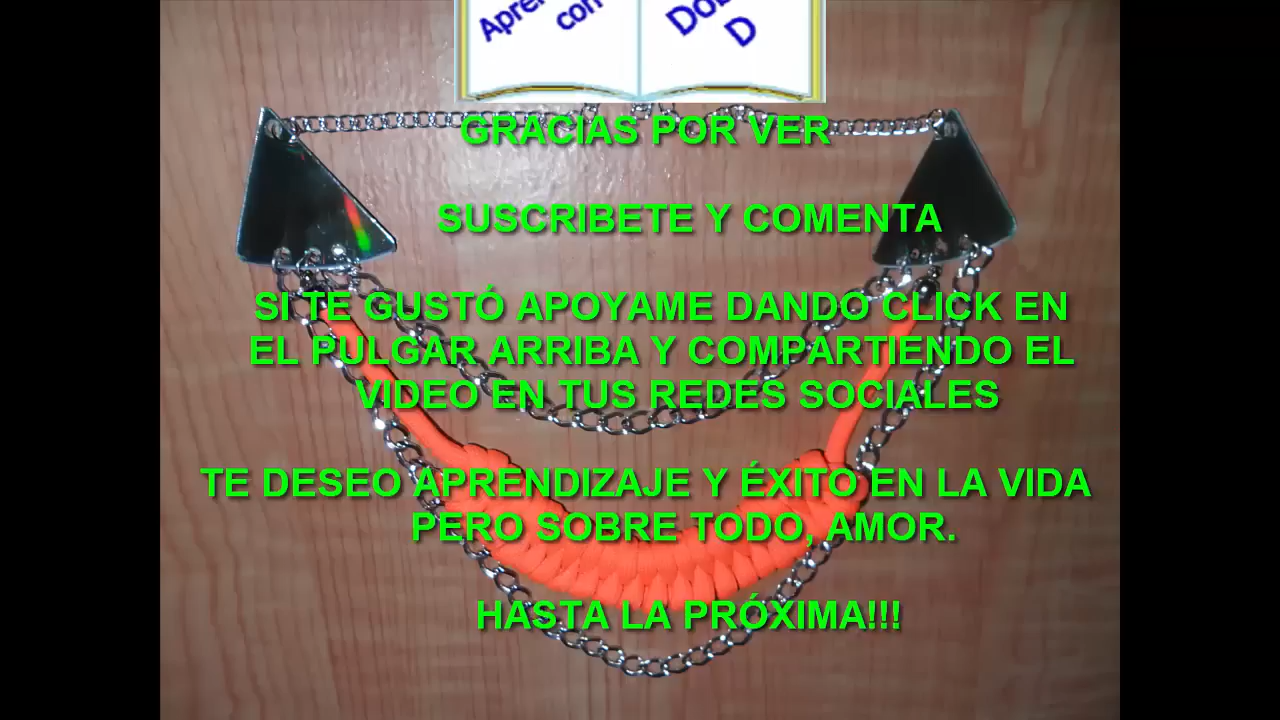 con
D
GRACIAS POR VER
SUSCRIBETE Y COMENTA
SI TE GUSTÓ APOYAME DANDO CLICK EN
EL PULGAR ARRIBA Y COMPARTIENDO EL
VIDEO EN TUS REDES SOCIALES
TE DESEO APRENDIZAJE Y ÉXITO EN LA VIDA
PERO SOBRE TODO, AMOR.
HASTA LA PRÓXIMA!!!